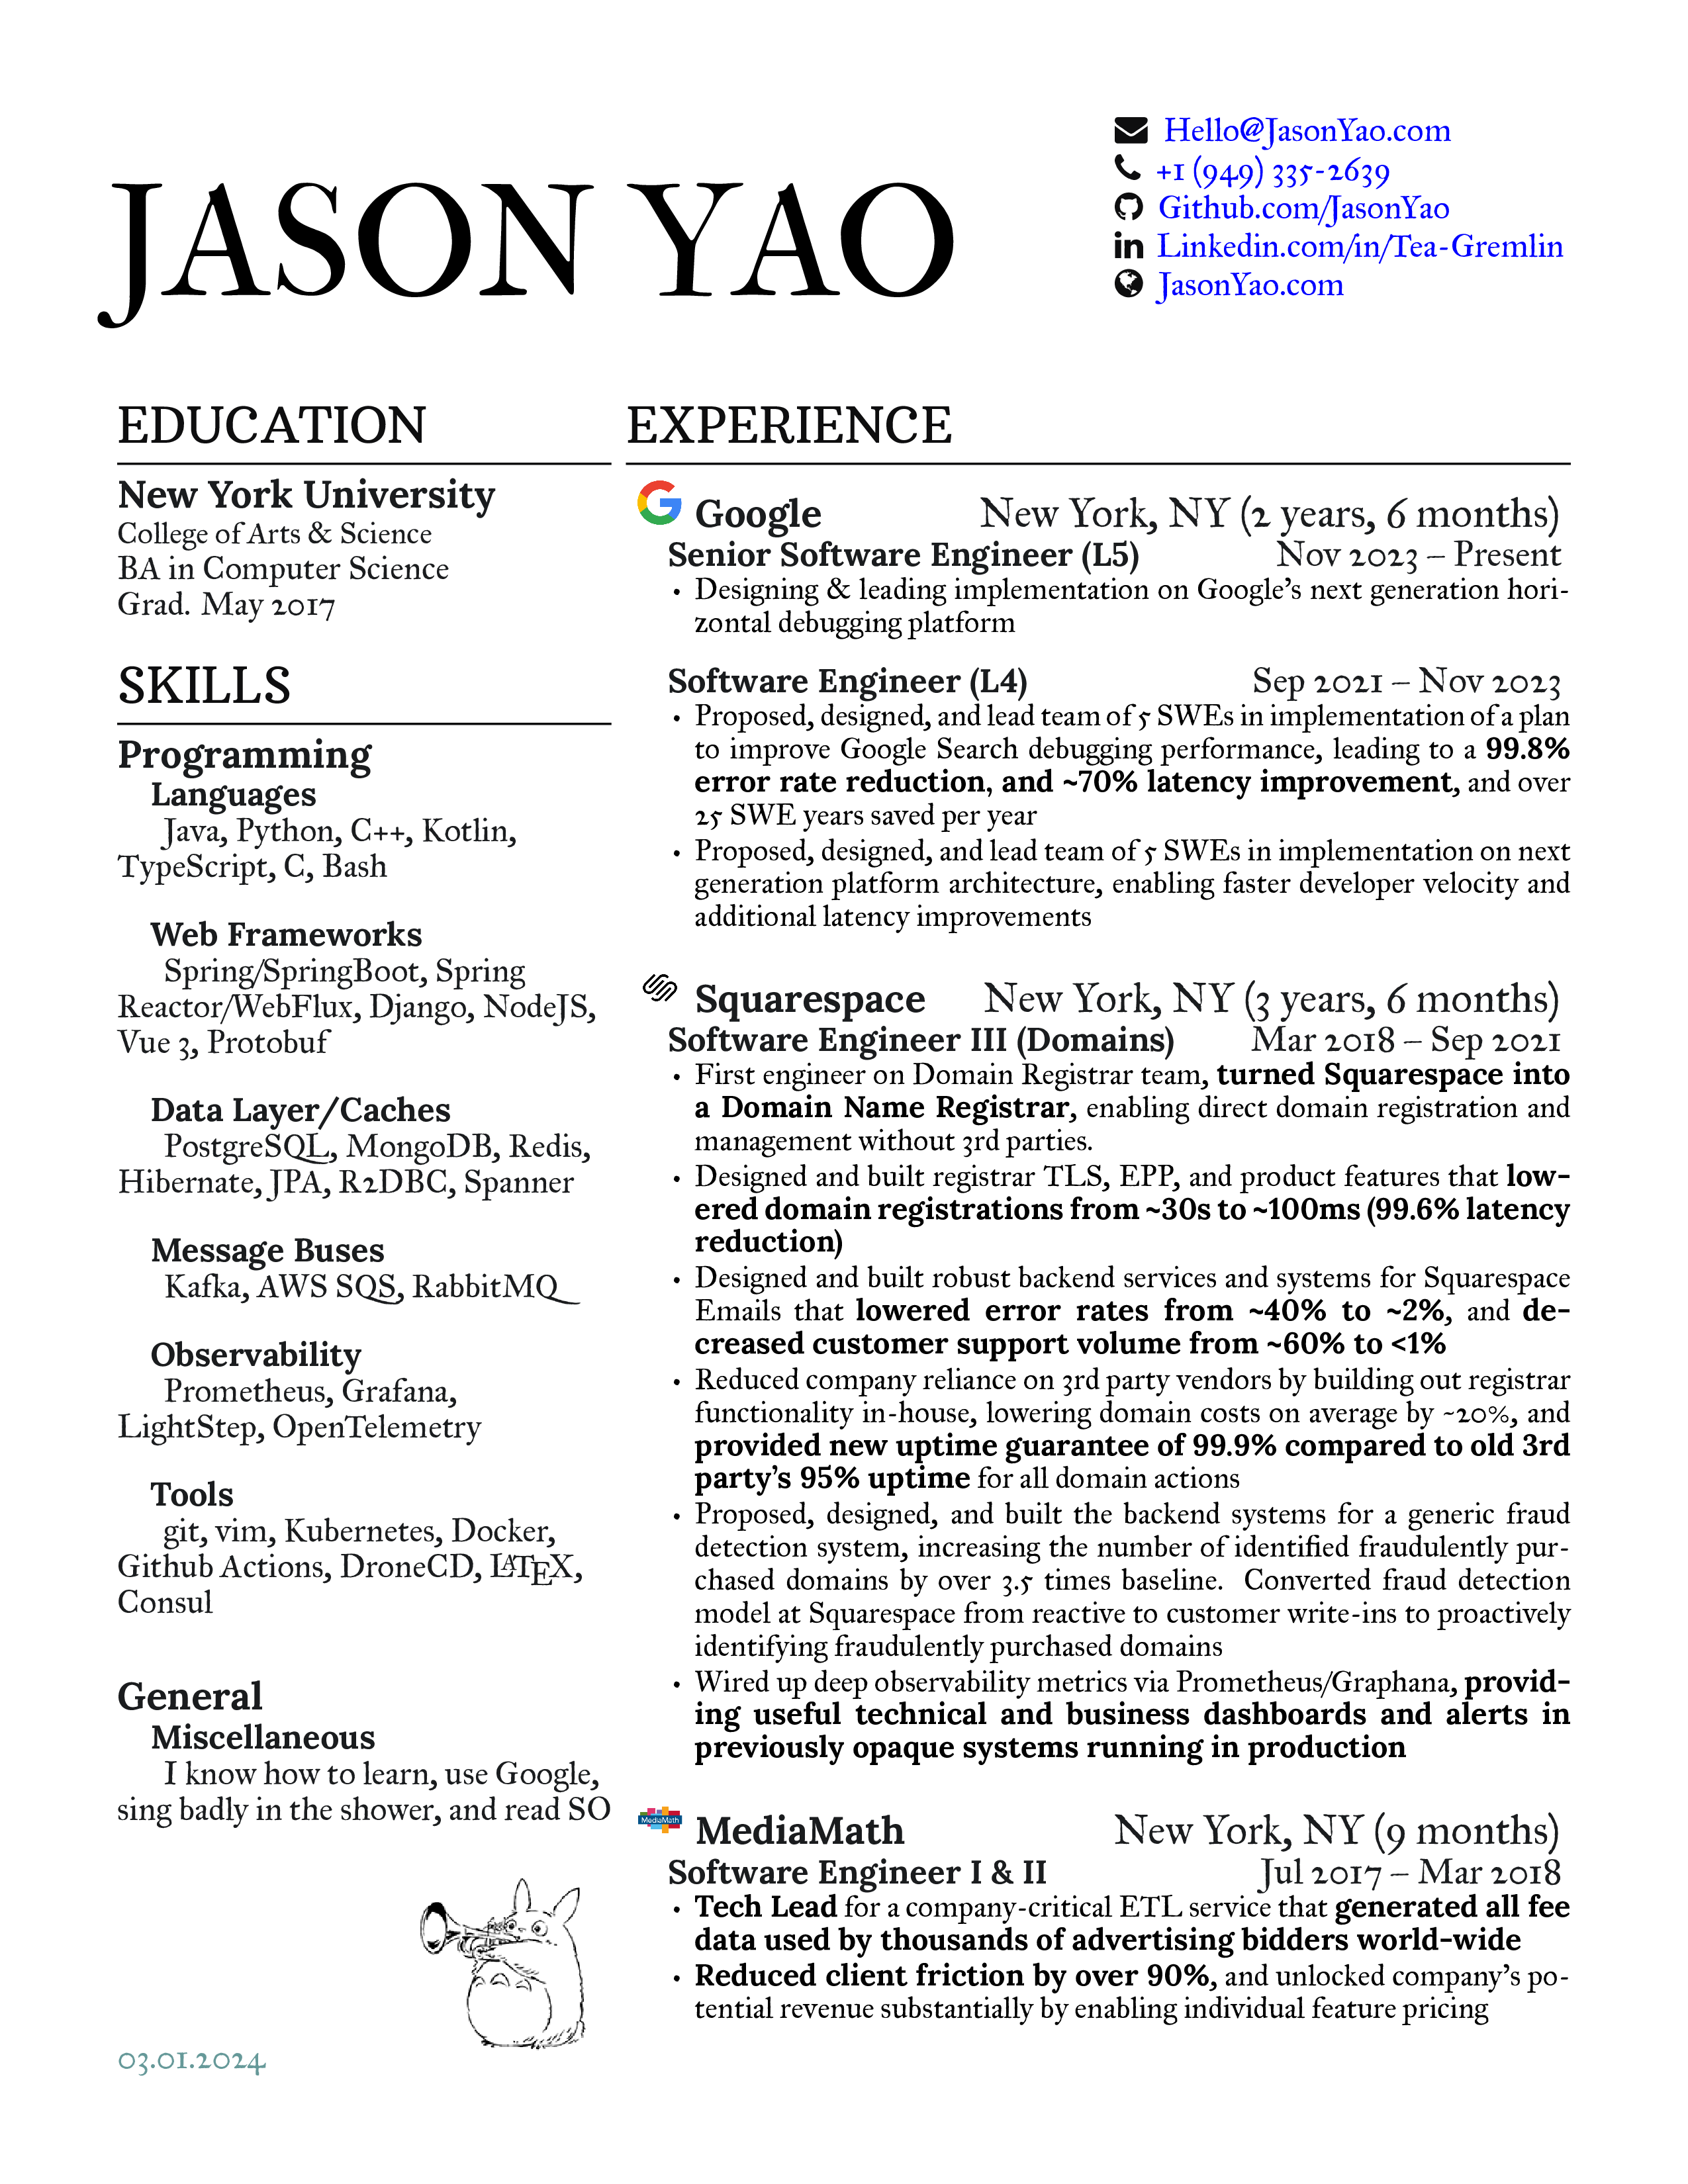 JASON YAO
Hello@JasonYao.com
+1 (949) 335-2639
Github.com/JasonYao
Linkedin.com/in/Tea-Gremlin
JasonYao.com
EDUCATION
New York University
College of Arts & Science
BA in Computer Science
Grad. May 2017
SKILLS
Programming
Languages
Java, Python, C++, Kotlin,
TypeScript, C, Bash
Web Frameworks
Spring/SpringBoot, Spring
Reactor/WebFlux, Django, NodeJS,
Vue 3, Protobuf
Data Layer/Caches
PostgreSQL, MongoDB, Redis,
Hibernate, JPA, R2DBC, Spanner
Message Buses
Kafka, AWS SQS, RabbitMQ
Observability
Prometheus, Grafana,
LightStep, OpenTelemetry
Tools
git, vim, Kubernetes, Docker,
Github Actions, DroneCD, LATEX,
Consul
General
Miscellaneous
I know how to learn, use Google,
sing badly in the shower, and read SO
03.01.2024
EXPERIENCE
Google New York, NY (2 years, 6 months)
Senior Software Engineer (L5) Nov 2023 – Present
• Designing & leading implementation on Google's next generation hori-
zontal debugging platform
Software Engineer (L4) Sep 2021 – Nov 2023
• Proposed, designed, and lead team of 5 SWEs in implementation of a plan
to improve Google Search debugging performance, leading to a 99.8%
error rate reduction, and ~70% latency improvement, and over
25 SWE years saved per year
• Proposed, designed, and lead team of 5 SWEs in implementation on next
generation platform architecture, enabling faster developer velocity and
additional latency improvements
Squarespace New York, NY (3 years, 6 months)
Software Engineer III (Domains) Mar 2018 – Sep 2021
• First engineer on Domain Registrar team, turned Squarespace into
a Domain Name Registrar, enabling direct domain registration and
management without 3rd parties.
• Designed and built registrar TLS, EPP, and product features that low-
ered domain registrations from ~30s to ~100ms (99.6% latency
reduction)
• Designed and built robust backend services and systems for Squarespace
Emails that lowered error rates from ~40% to ~2%, and de-
creased customer support volume from ~60% to <1%
• Reduced company reliance on 3rd party vendors by building out registrar
functionality in-house, lowering domain costs on average by ~20%, and
provided new uptime guarantee of 99.9% compared to old 3rd
party's 95% uptime for all domain actions
• Proposed, designed, and built the backend systems for a generic fraud
detection system, increasing the number of identified fraudulently pur-
chased domains by over 3.5 times baseline. Converted fraud detection
model at Squarespace from reactive to customer write-ins to proactively
identifying fraudulently purchased domains
• Wired up deep observability metrics via Prometheus/Graphana, provid-
ing useful technical and business dashboards and alerts in
previously opaque systems running in production
MediaMath
MediaMath New York, NY (9 months)
Software Engineer I & II Jul 2017 – Mar 2018
• Tech Lead for a company-critical ETL service that generated all fee
data used by thousands of advertising bidders world-wide
• Reduced client friction by over 90%, and unlocked company's po-
tential revenue substantially by enabling individual feature pricing